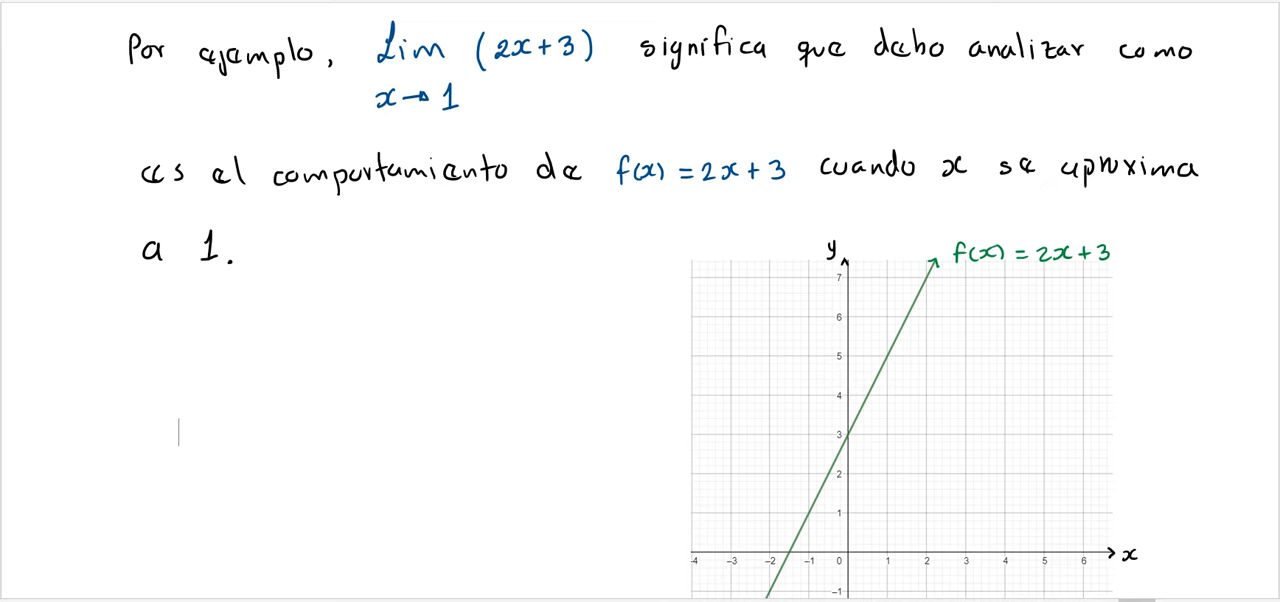 Por ejemplo, Lim (2x+3) significa que debo analizar como
x→1
es el comportamiento de f(x) = 2x + 3 cuando x se aproxima
a 1.
y
f(x) = 2x + 3
7
6
5
4
3
2
1
-4 -3 -2 -1 0 1 2 3 4 5 6 x
-1